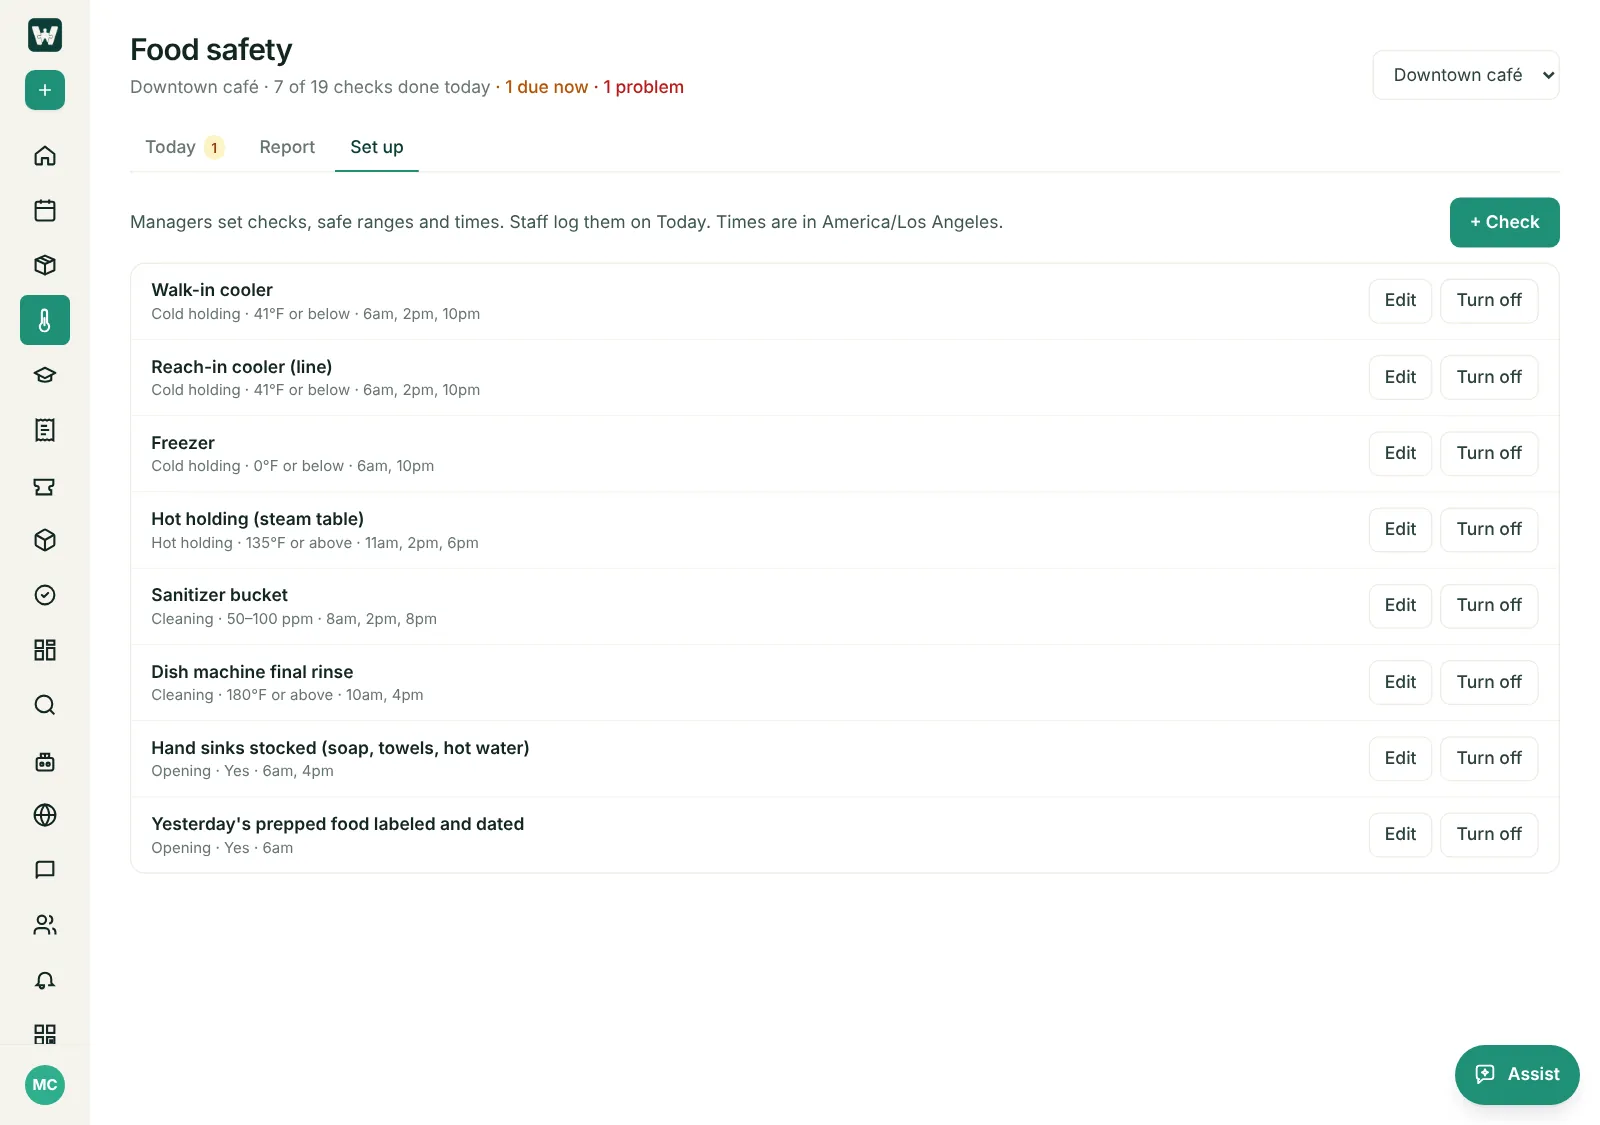 W
+
Food safety
Downtown café · 7 of 19 checks done today · 1 due now · 1 problem
Downtown café
Today 1
Report
Set up
Managers set checks, safe ranges and times. Staff log them on Today. Times are in America/Los Angeles.
+ Check
Walk-in cooler
Cold holding · 41°F or below · 6am, 2pm, 10pm
Edit
Turn off
Reach-in cooler (line)
Cold holding · 41°F or below · 6am, 2pm, 10pm
Edit
Turn off
Freezer
Cold holding · 0°F or below · 6am, 10pm
Edit
Turn off
Hot holding (steam table)
Hot holding · 135°F or above · 11am, 2pm, 6pm
Edit
Turn off
Sanitizer bucket
Cleaning · 50–100 ppm · 8am, 2pm, 8pm
Edit
Turn off
Dish machine final rinse
Cleaning · 180°F or above · 10am, 4pm
Edit
Turn off
Hand sinks stocked (soap, towels, hot water)
Opening · Yes · 6am, 4pm
Edit
Turn off
Yesterday's prepped food labeled and dated
Opening · Yes · 6am
Edit
Turn off
MC
Assist